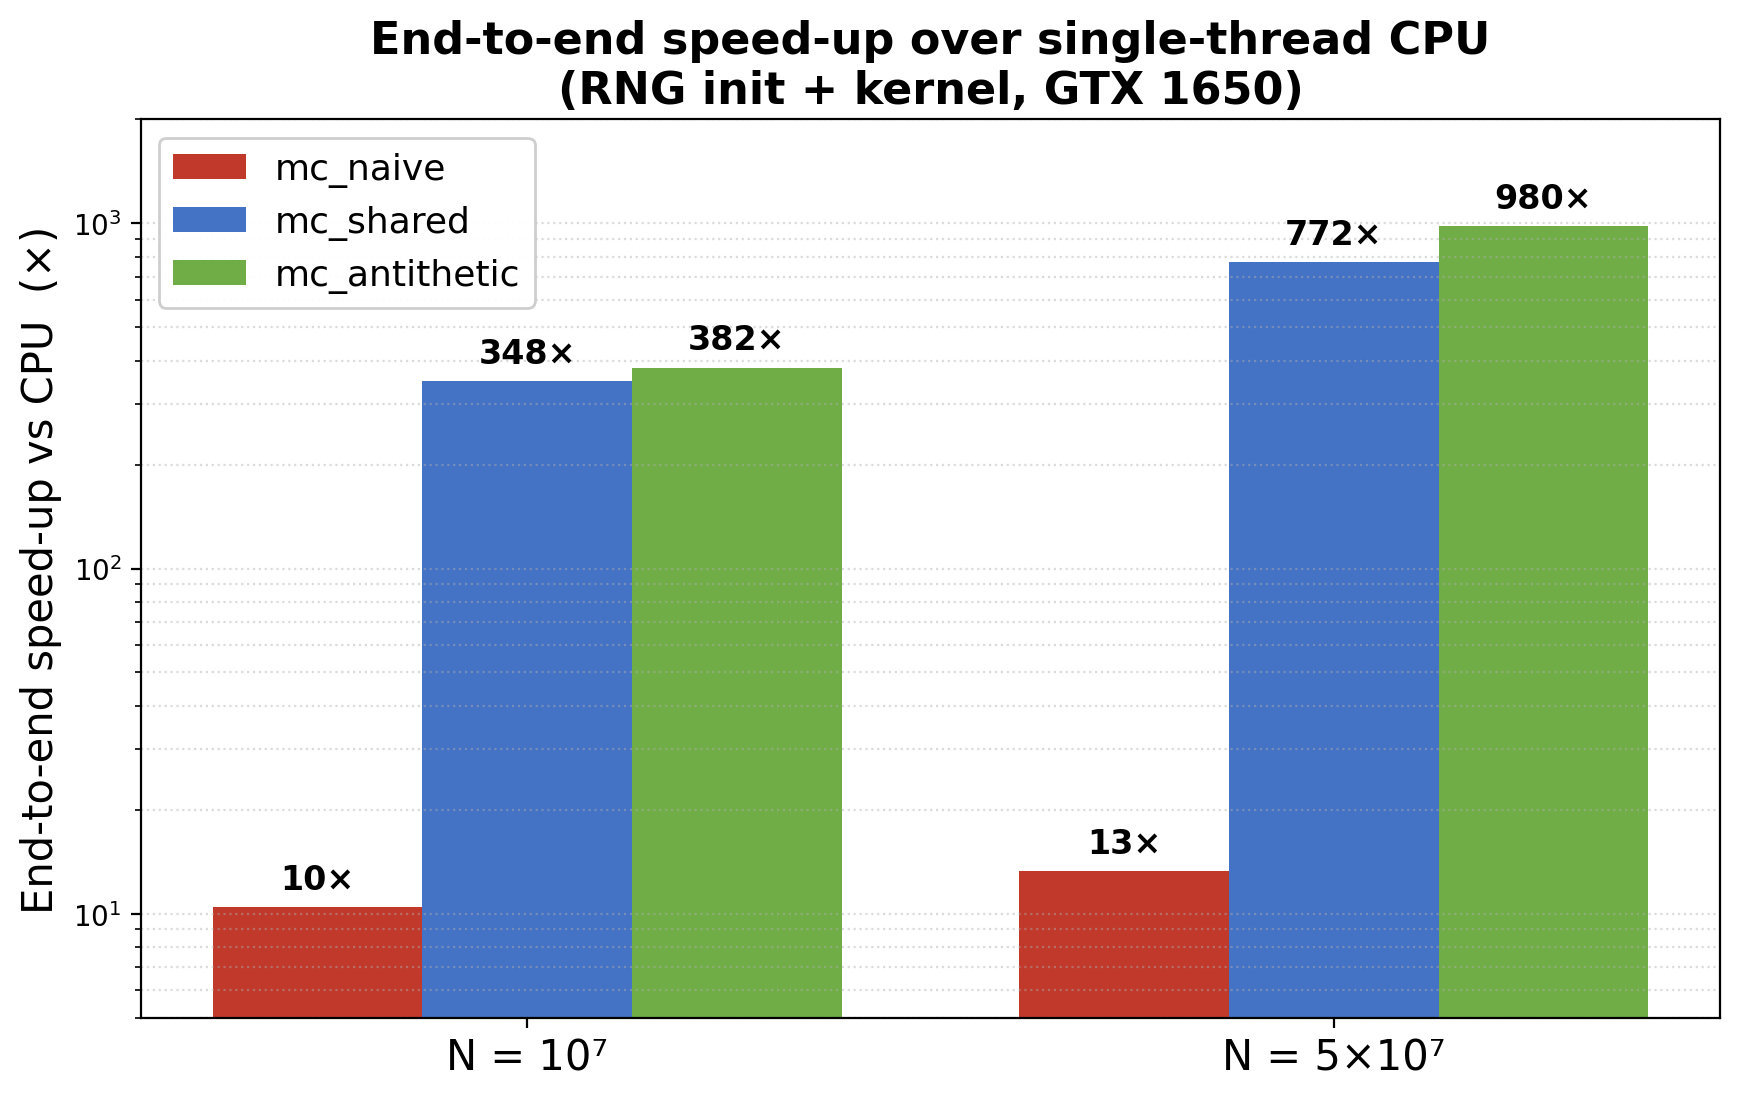 End-to-end speed-up over single-thread CPU
(RNG init + kernel, GTX 1650)
End-to-end speed-up vs CPU (×)
mc_naive
mc_shared
mc_antithetic
10³
10²
10¹
10×
348×
382×
13×
772×
980×
N = 10⁷
N = 5×10⁷